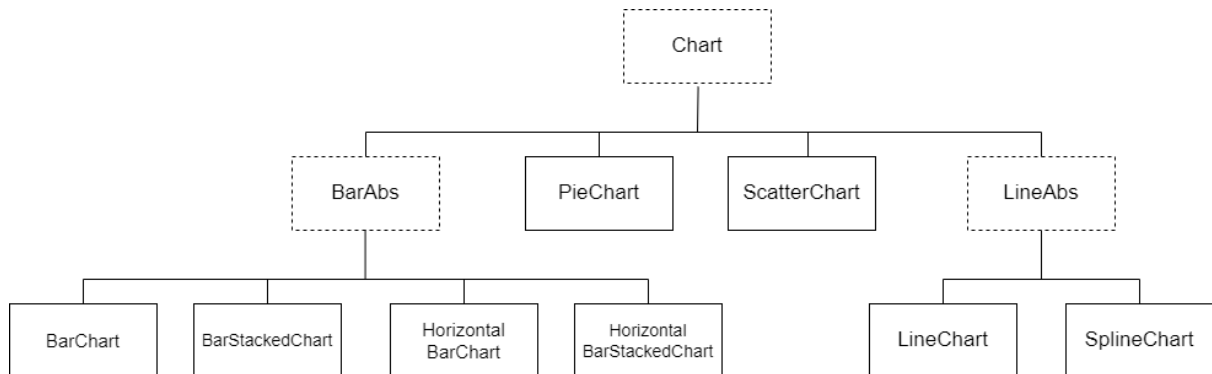 Chart
BarAbs
PieChart
ScatterChart
LineAbs
BarChart
BarStackedChart
Horizontal
BarChart
Horizontal
BarStackedChart
LineChart
SplineChart